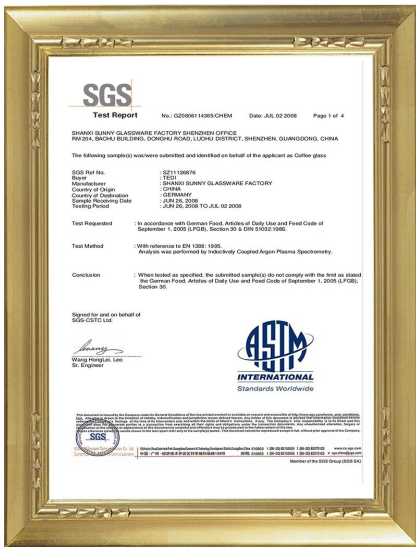 SGS
Test Report No.: GZ0806114365/CHEM Date: JUL 02 2008 Page 1 of 4
SHANXI SUNNY GLASSWARE FACTORY SHENZHEN OFFICE
RM 204, BAOHU BUILDING, DONGHU ROAD, LUOHU DISTRICT, SHENZHEN, GUANGDONG, CHINA
The following sample(s) was/were submitted and identified on behalf of the applicant as Coffee glass
SGS Ref No. : SZ11126876
Buyer : TEDI
Manufacturer : SHANXI SUNNY GLASSWARE FACTORY
Country of Origin : CHINA
Country of Destination : GERMANY
Sample Receiving Date : JUN 26, 2008
Testing Period : JUN 26, 2008 TO JUL 02 2008
Test Requested : In accordance with German Food, Articles of Daily Use and Feed Code of
September 1, 2005 (LFGB), Section 30 & DIN 51032:1986.
Test Method : With reference to EN 1388: 1995.
Analysis was performed by Inductively Coupled Argon Plasma Spectrometry.
Conclusion : When tested as specified, the submitted sample(s) do not comply with the limit as stated
the German Food, Articles of Daily Use and Feed Code of September 1, 2005 (LFGB),
Section 30.
Signed for and on behalf of
SGS-CSTC Ltd.
Wang HongLei, Leo
Sr. Engineer
ASTM
INTERNATIONAL
Standards Worldwide
SGS
Member of the SGS Group (SGS SA)